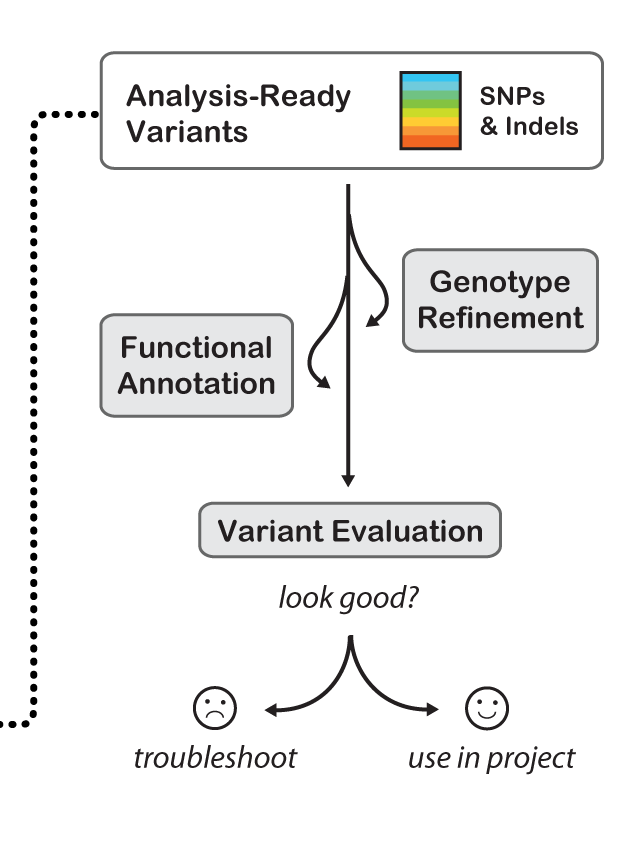 Analysis-Ready
Variants
SNPs
& Indels
Genotype
Refinement
Functional
Annotation
Variant Evaluation
look good?
troubleshoot
use in project